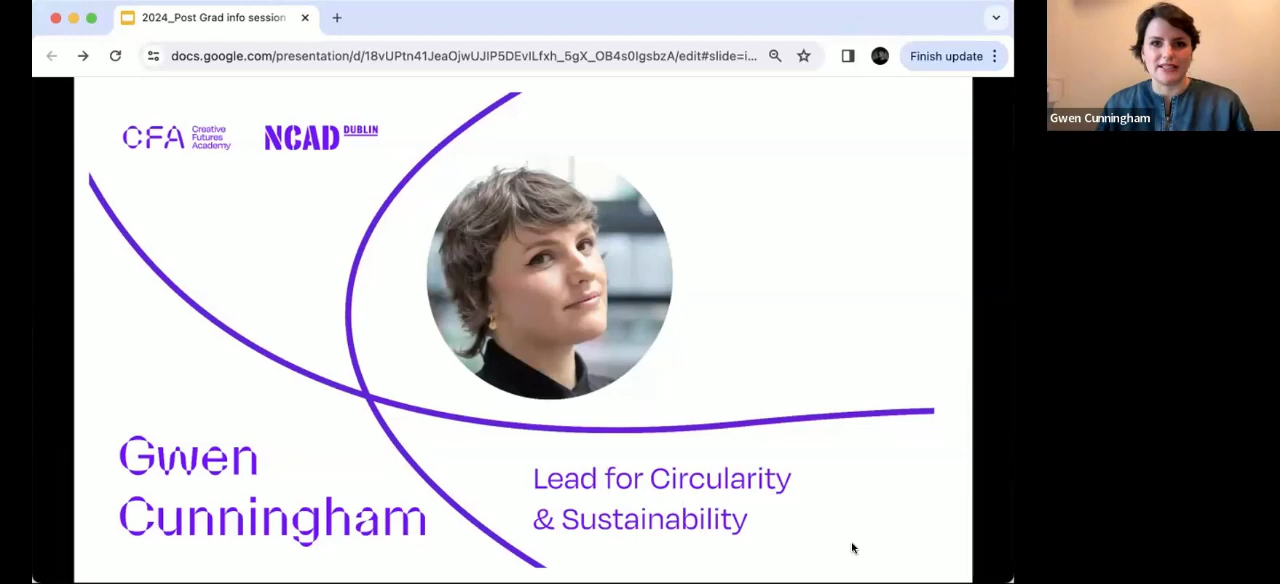 2024_Post Grad info session
docs.google.com/presentation/d/18vUPtn41JeaOjwUJIP5DEvILfxh_5gX_OB4s0IgsbzA/edit#slide=i...
Finish update
Gwen Cunningham
CFA Creative
Futures
Academy
NCAD DUBLIN
Gwen
Cunningham
Lead for Circularity
& Sustainability